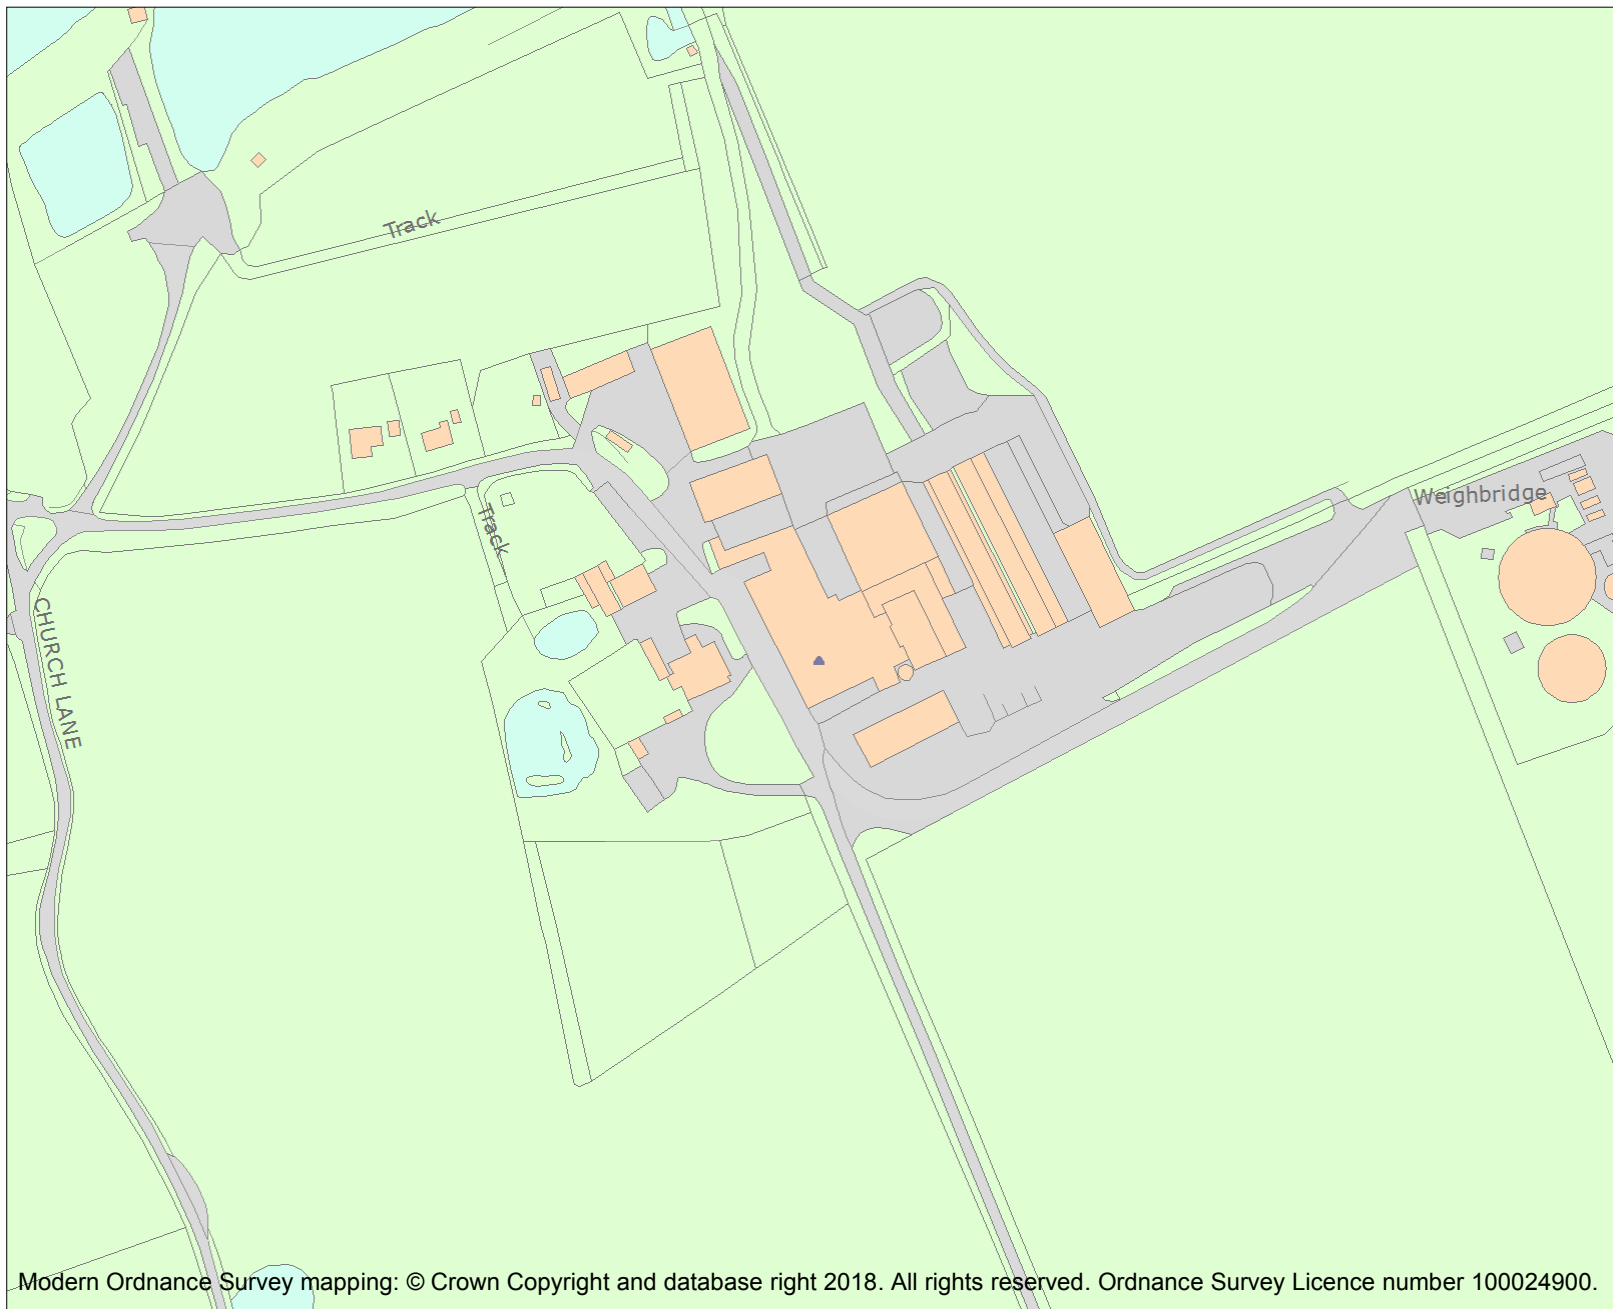 Track
Weighbridge
Track
CHURCH LANE
Modern Ordnance Survey mapping: © Crown Copyright and database right 2018. All rights reserved. Ordnance Survey Licence number 100024900.